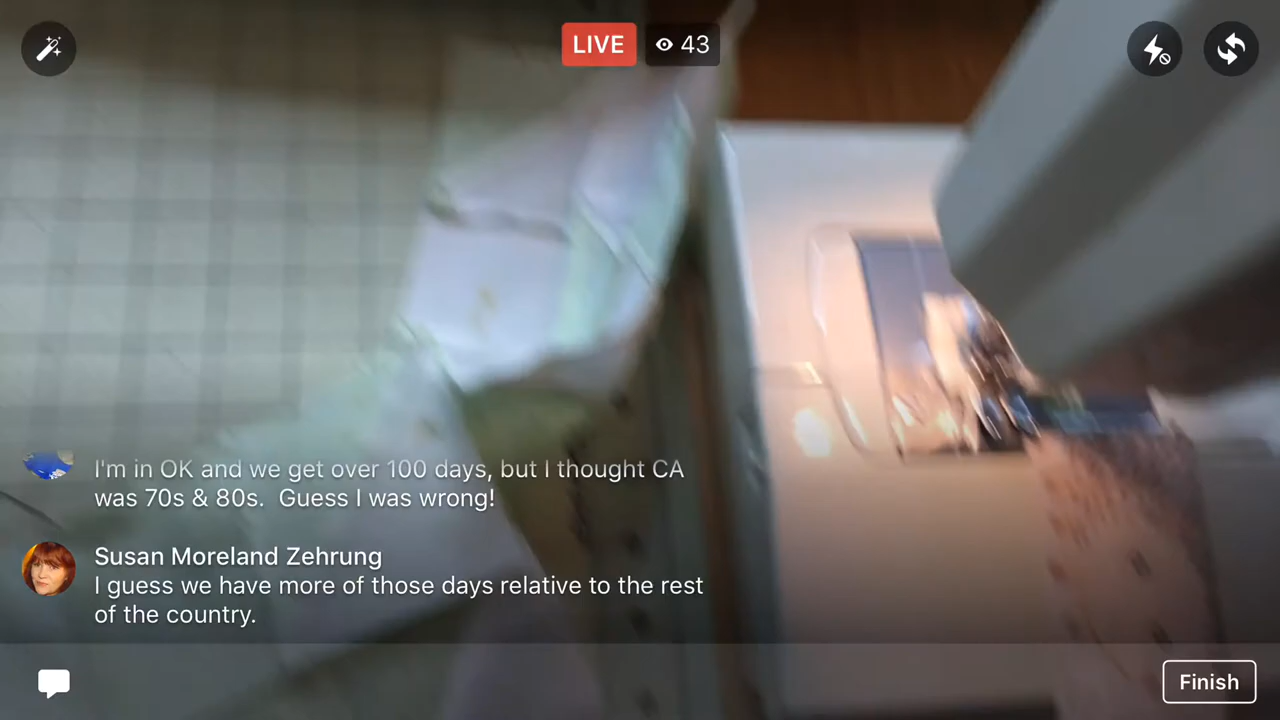 LIVE 43
I'm in OK and we get over 100 days, but I thought CA
was 70s & 80s.  Guess I was wrong!
Susan Moreland Zehrung
I guess we have more of those days relative to the rest
of the country.
Finish